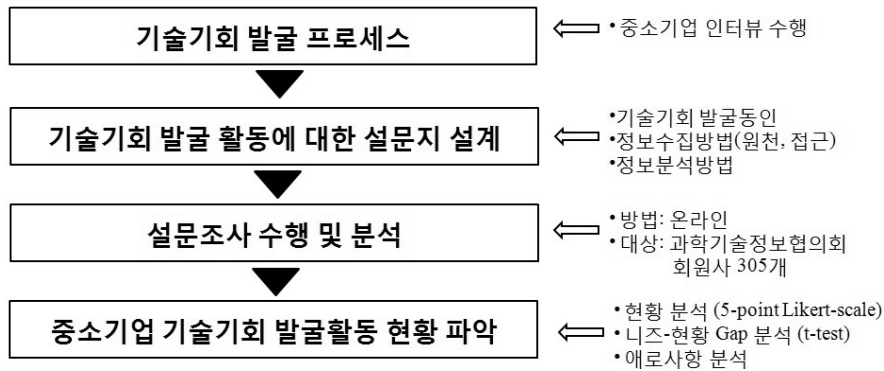 기술기회 발굴 프로세스
• 중소기업 인터뷰 수행
기술기회 발굴 활동에 대한 설문지 설계
•기술기회 발굴동인
•정보수집방법(원천, 접근)
•정보분석방법
설문조사 수행 및 분석
• 방법: 온라인
• 대상: 과학기술정보협의회
회원사 305개
중소기업 기술기회 발굴활동 현황 파악
• 현황 분석 (5-point Likert-scale)
• 니즈-현황 Gap 분석 (t-test)
• 애로사항 분석